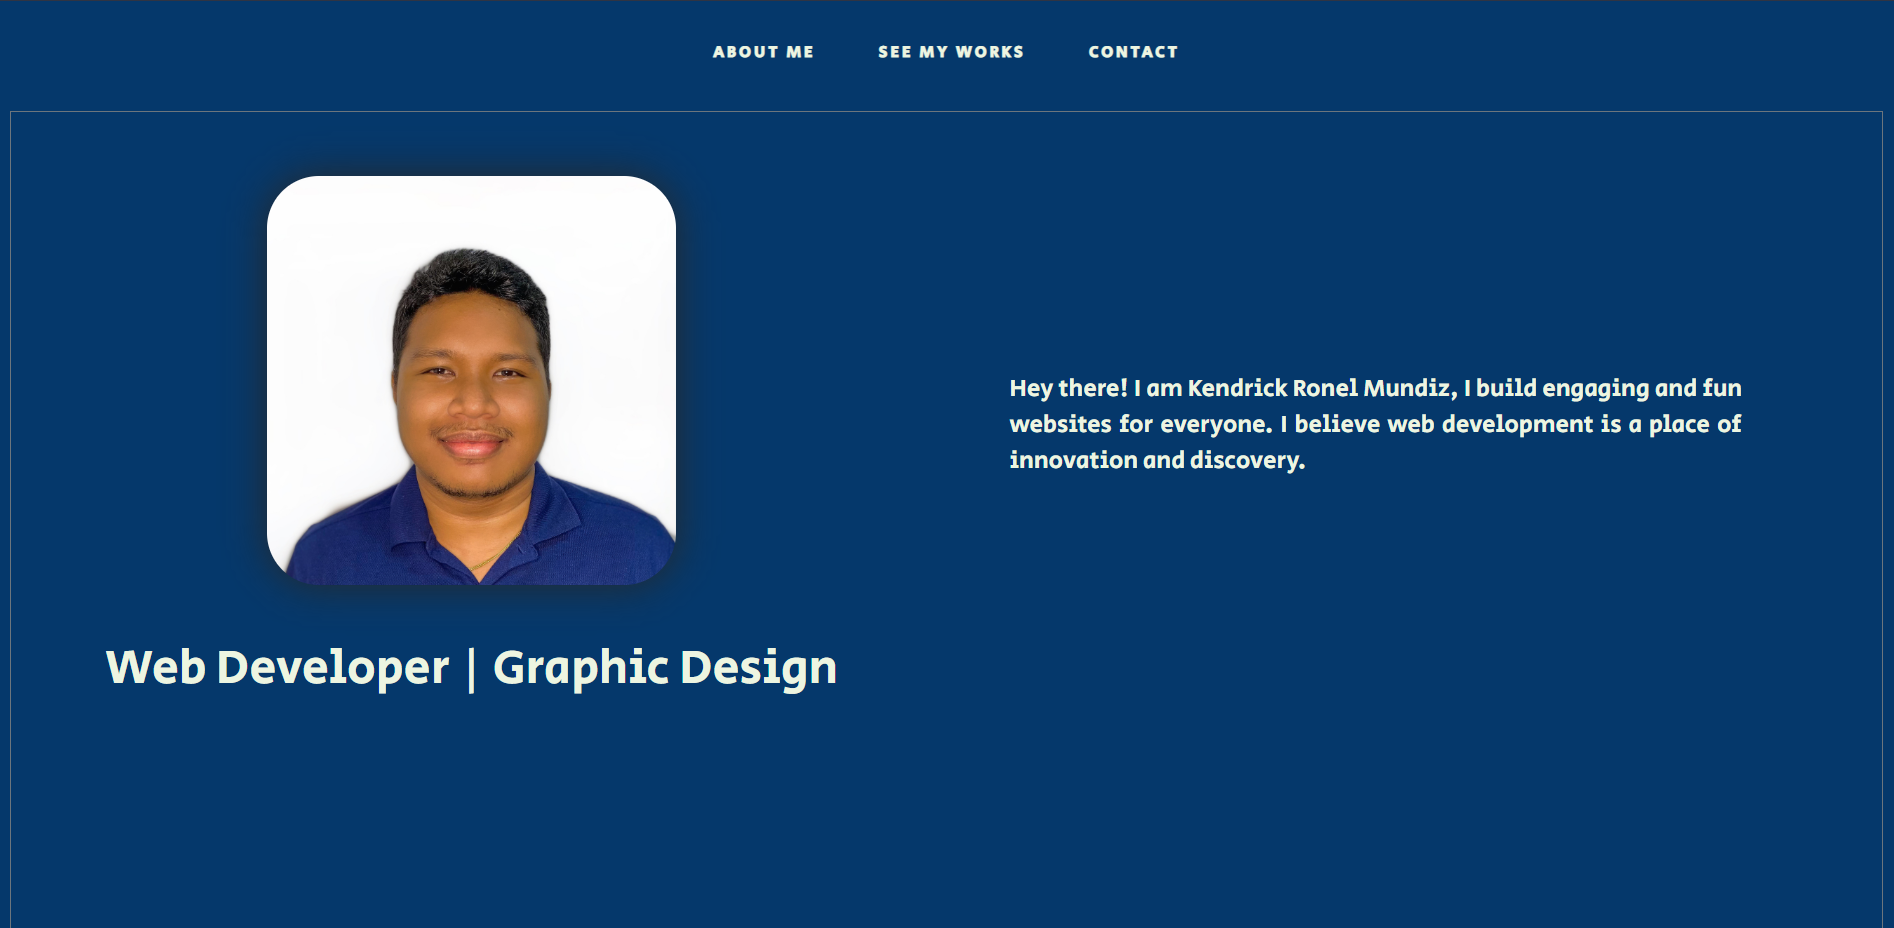 ABOUT ME SEE MY WORKS CONTACT
Hey there! I am Kendrick Ronel Mundiz, I build engaging and fun
websites for everyone. I believe web development is a place of
innovation and discovery.
Web Developer | Graphic Design